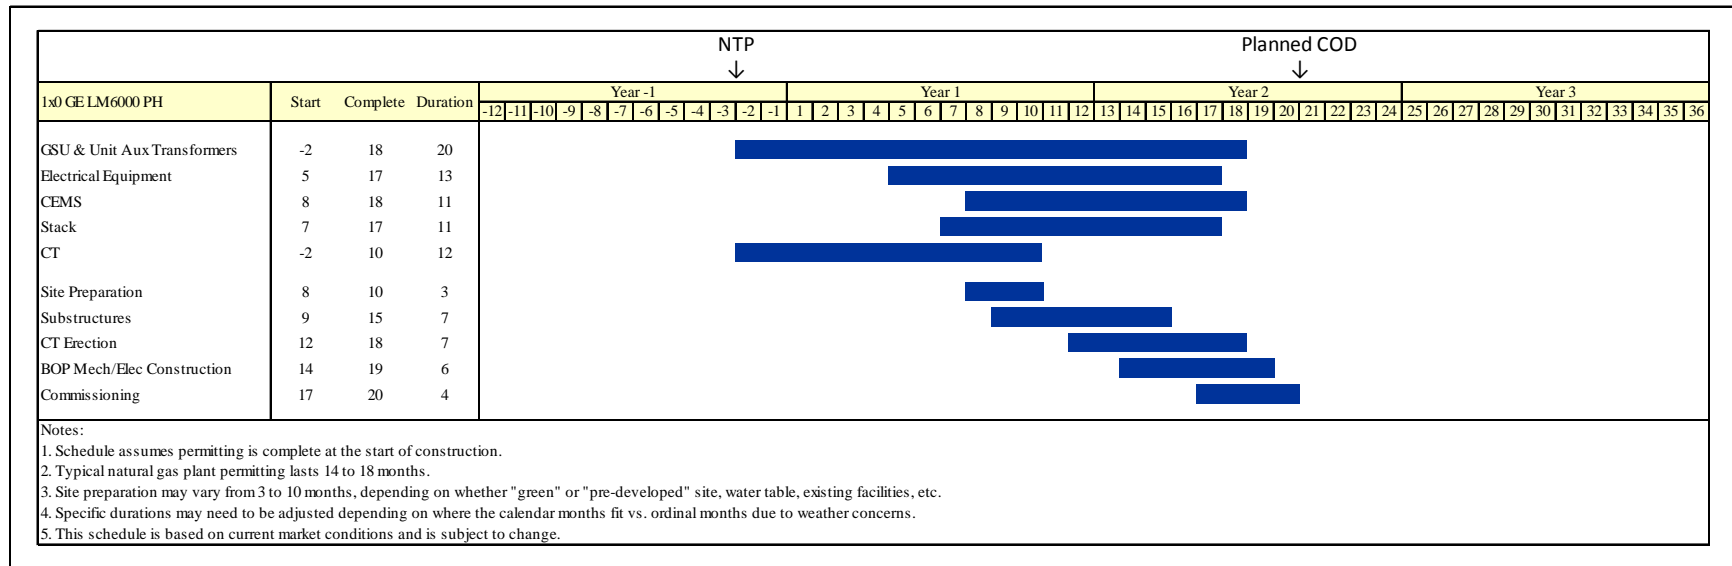 NTP Planned COD
↓ ↓
1x0 GE LM6000 PH Start Complete Duration Year -1 Year 1 Year 2 Year 3
-12 -11 -10 -9 -8 -7 -6 -5 -4 -3 -2 -1 1 2 3 4 5 6 7 8 9 10 11 12 13 14 15 16 17 18 19 20 21 22 23 24 25 26 27 28 29 30 31 32 33 34 35 36
GSU & Unit Aux Transformers -2 18 20
Electrical Equipment 5 17 13
CEMS 8 18 11
Stack 7 17 11
CT -2 10 12
Site Preparation 8 10 3
Substructures 9 15 7
CT Erection 12 18 7
BOP Mech/Elec Construction 14 19 6
Commissioning 17 20 4
Notes:
1. Schedule assumes permitting is complete at the start of construction.
2. Typical natural gas plant permitting lasts 14 to 18 months.
3. Site preparation may vary from 3 to 10 months, depending on whether "green" or "pre-developed" site, water table, existing facilities, etc.
4. Specific durations may need to be adjusted depending on where the calendar months fit vs. ordinal months due to weather concerns.
5. This schedule is based on current market conditions and is subject to change.